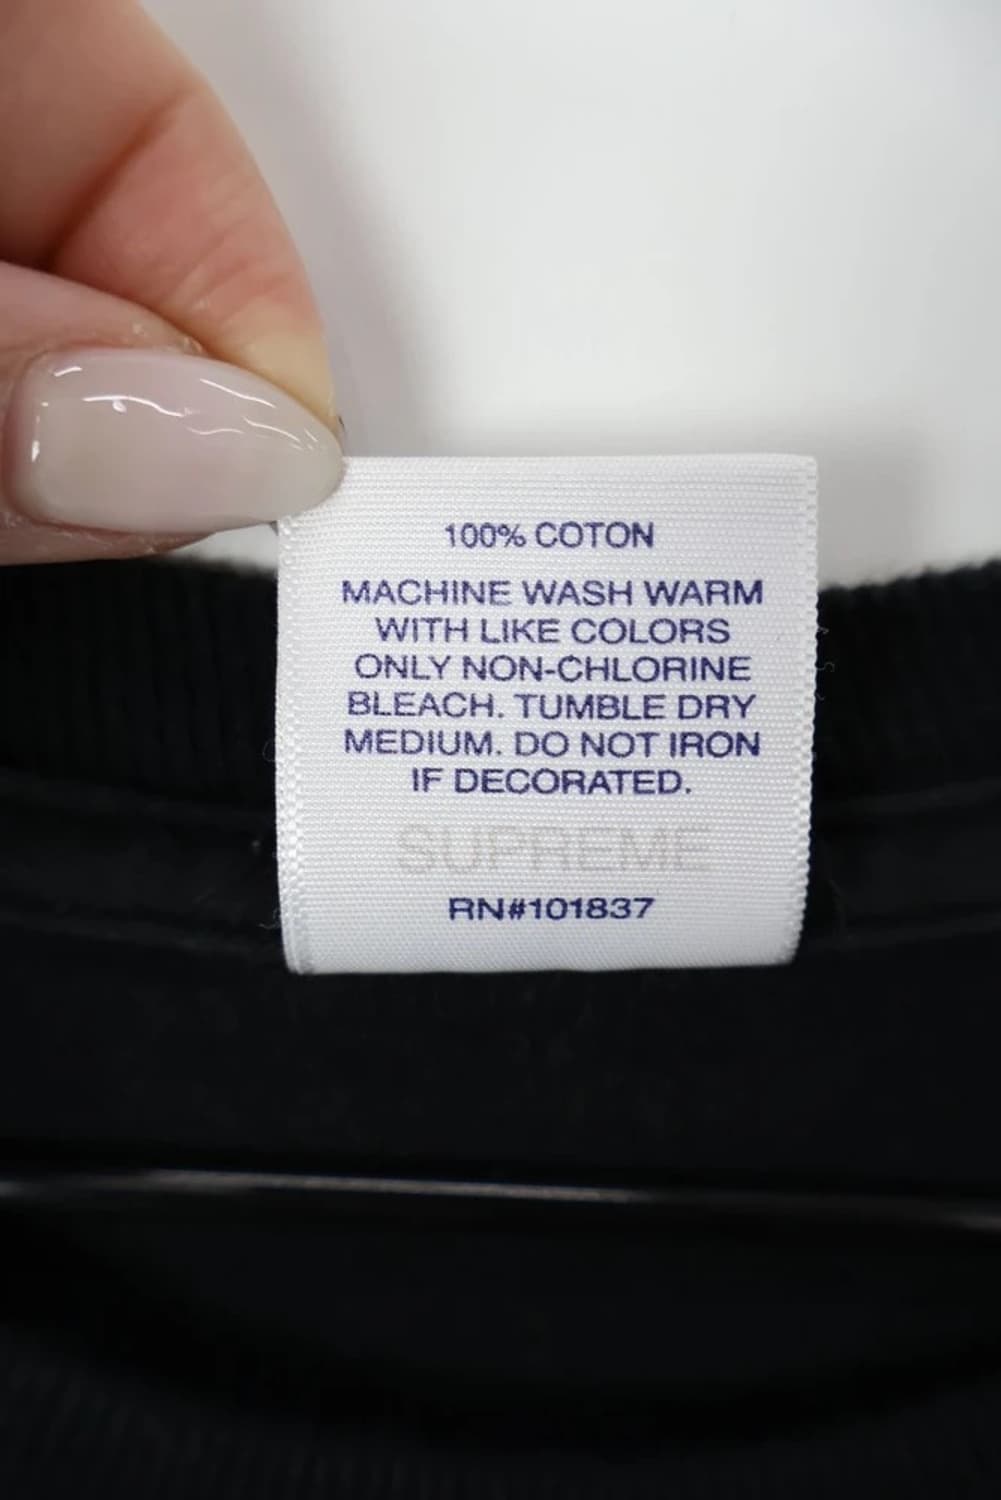 100% COTON
MACHINE WASH WARM
WITH LIKE COLORS
ONLY NON-CHLORINE
BLEACH. TUMBLE DRY
MEDIUM. DO NOT IRON
IF DECORATED.
SUPREME
RN#101837